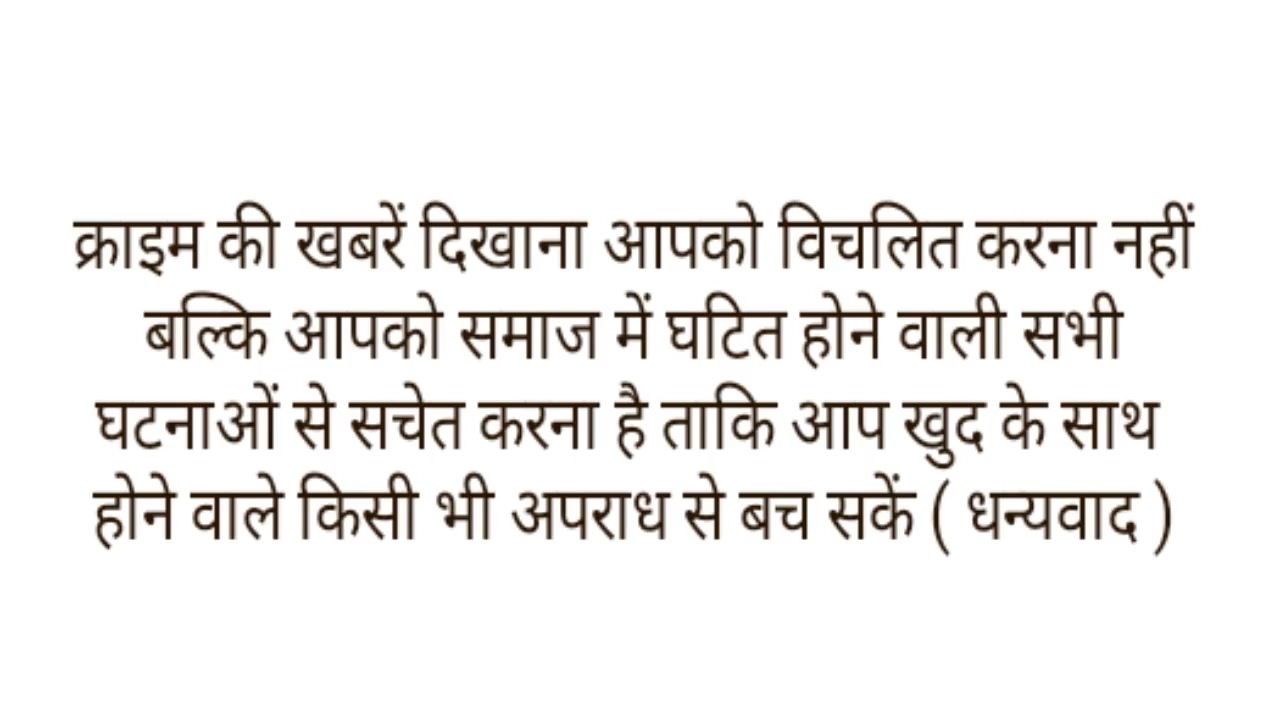 क्राइम की खबरें दिखाना आपको विचलित करना नहीं
बल्कि आपको समाज में घटित होने वाली सभी
घटनाओं से सचेत करना है ताकि आप खुद के साथ
होने वाले किसी भी अपराध से बच सकें ( धन्यवाद )